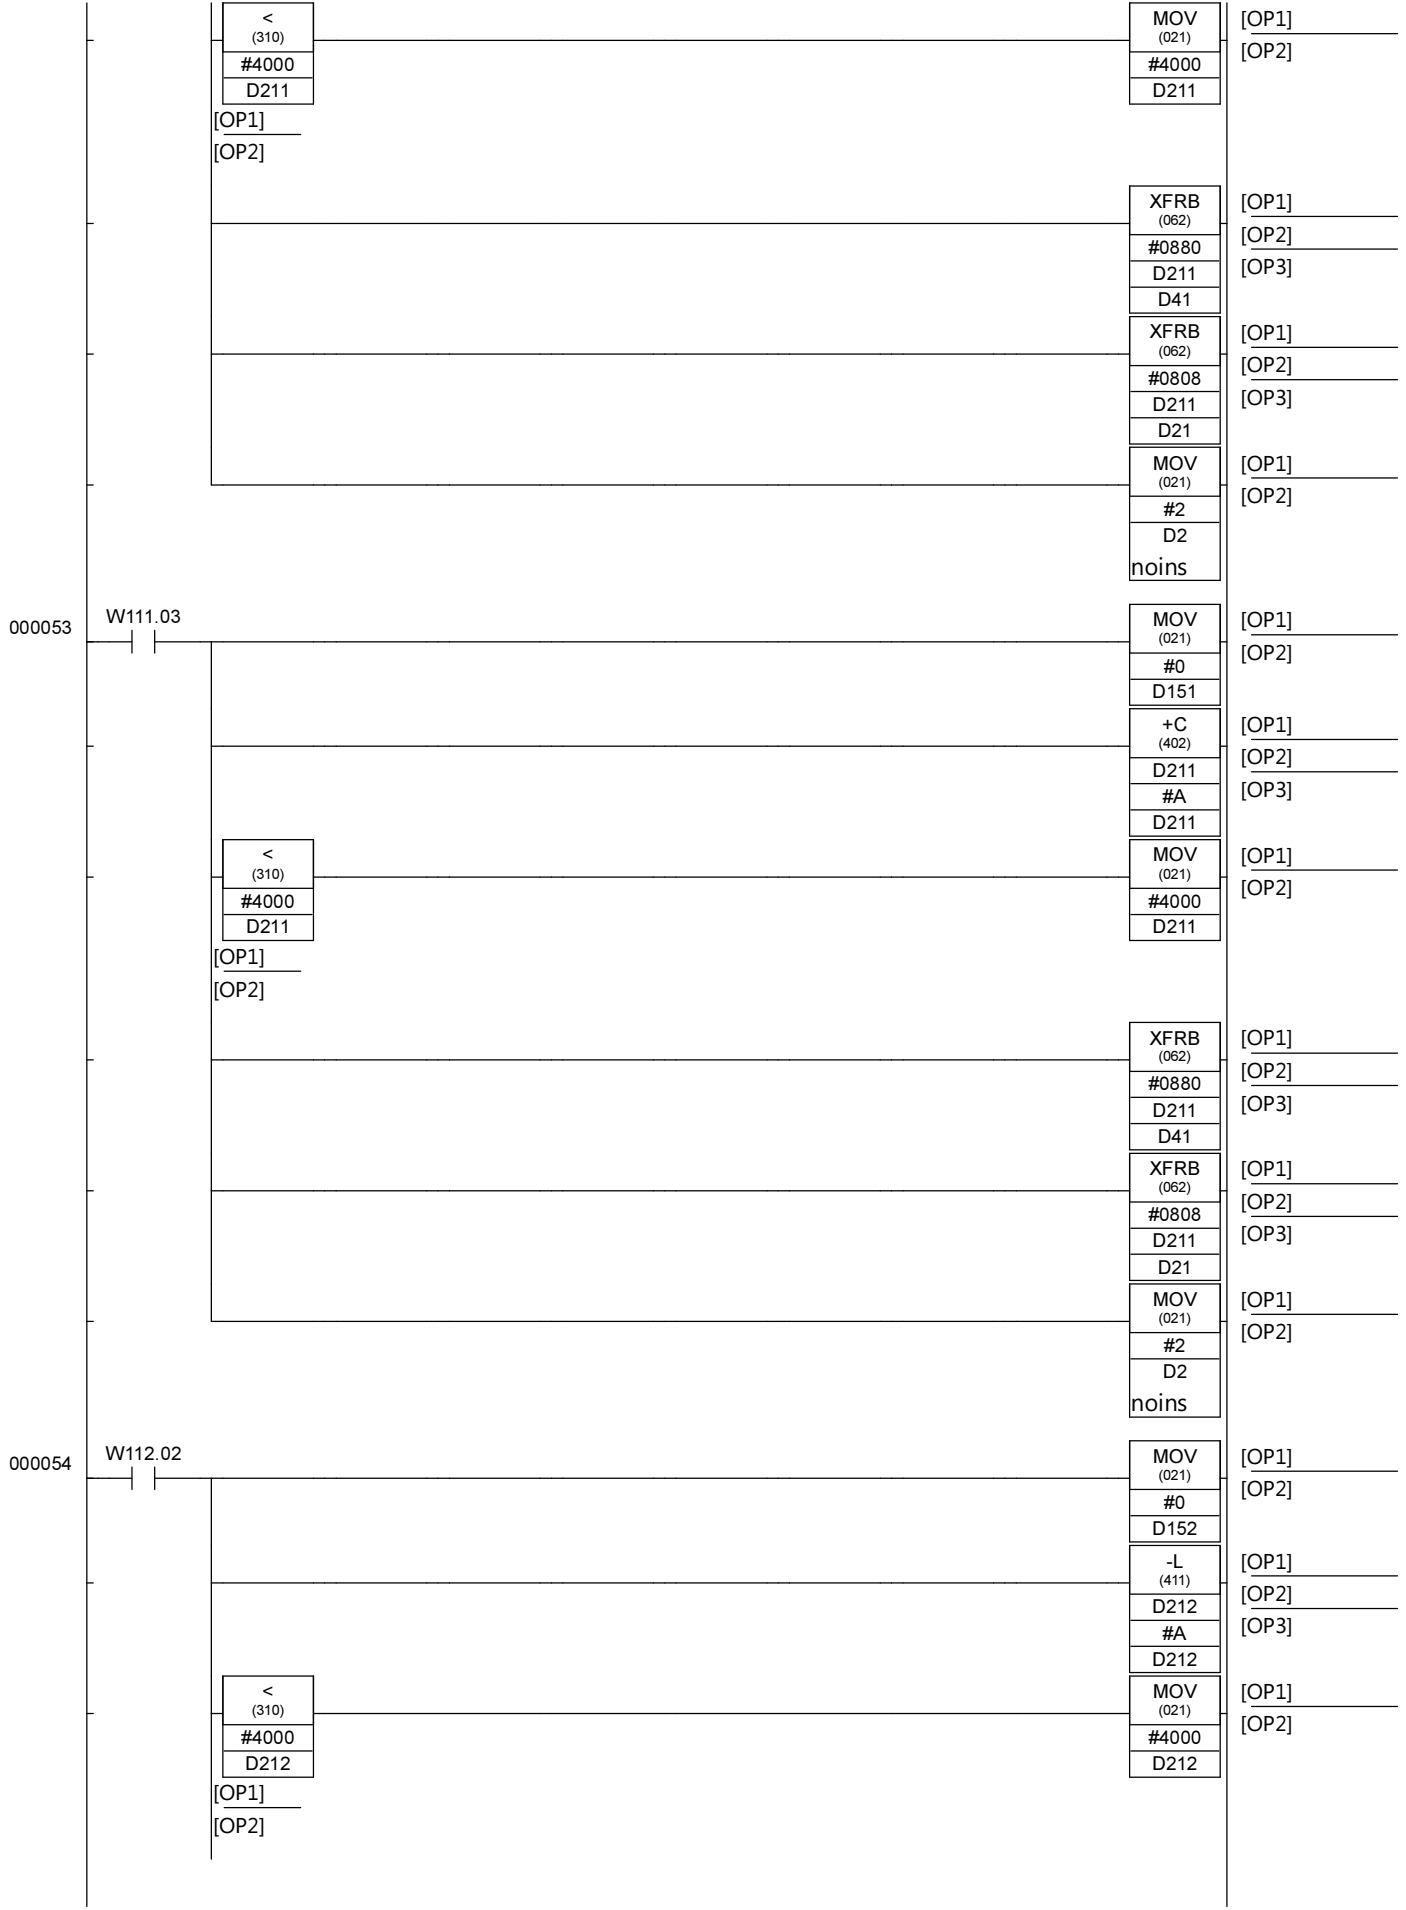 <
(310)
#4000
D211
[OP1]
[OP2]
MOV
(021)
#4000
D211
[OP1]
[OP2]
XFRB
(062)
#0880
D211
D41
[OP1]
[OP2]
[OP3]
XFRB
(062)
#0808
D211
D21
[OP1]
[OP2]
[OP3]
MOV
(021)
#2
D2
noins
[OP1]
[OP2]
000053
W111.03
MOV
(021)
#0
D151
[OP1]
[OP2]
+C
(402)
D211
#A
D211
[OP1]
[OP2]
[OP3]
<
(310)
#4000
D211
[OP1]
[OP2]
MOV
(021)
#4000
D211
[OP1]
[OP2]
XFRB
(062)
#0880
D211
D41
[OP1]
[OP2]
[OP3]
XFRB
(062)
#0808
D211
D21
[OP1]
[OP2]
[OP3]
MOV
(021)
#2
D2
noins
[OP1]
[OP2]
000054
W112.02
MOV
(021)
#0
D152
[OP1]
[OP2]
-L
(411)
D212
#A
D212
[OP1]
[OP2]
[OP3]
<
(310)
#4000
D212
[OP1]
[OP2]
MOV
(021)
#4000
D212
[OP1]
[OP2]